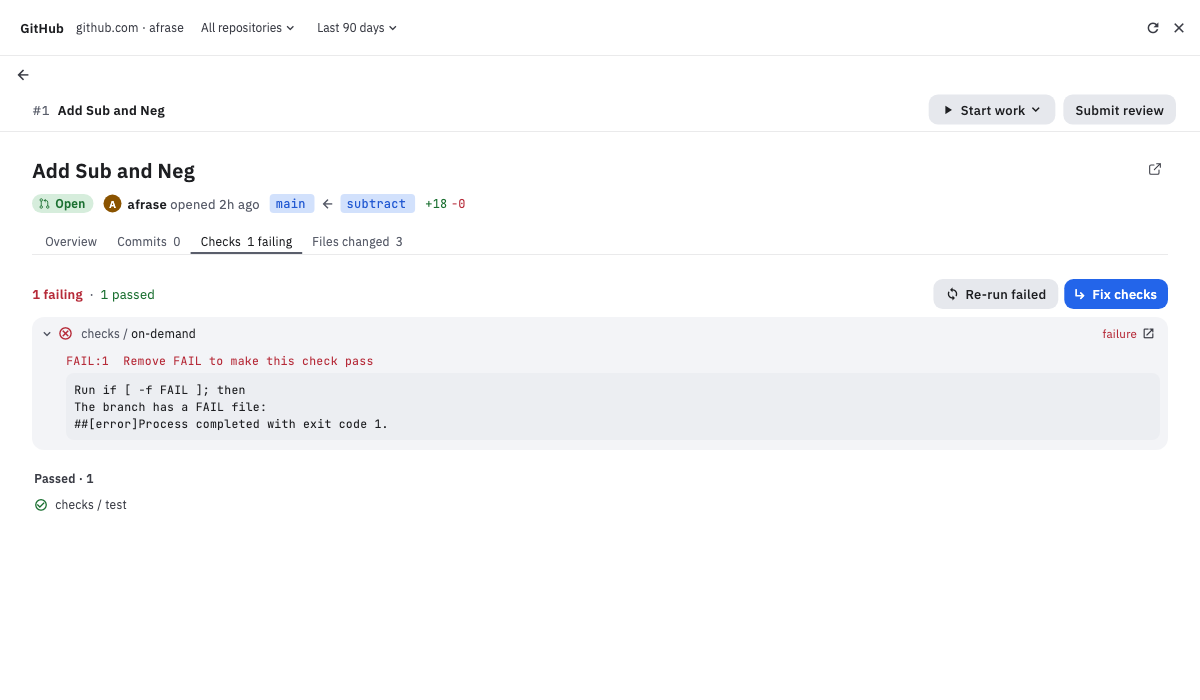 GitHub github.com · afrase All repositories Last 90 days
#1 Add Sub and Neg Start work Submit review
Add Sub and Neg
Open A afrase opened 2h ago main ← subtract +18 -0
Overview Commits 0 Checks 1 failing Files changed 3
1 failing · 1 passed Re-run failed Fix checks
checks / on-demand failure
FAIL:1 Remove FAIL to make this check pass
Run if [ -f FAIL ]; then
The branch has a FAIL file:
##[error]Process completed with exit code 1.
Passed · 1
checks / test